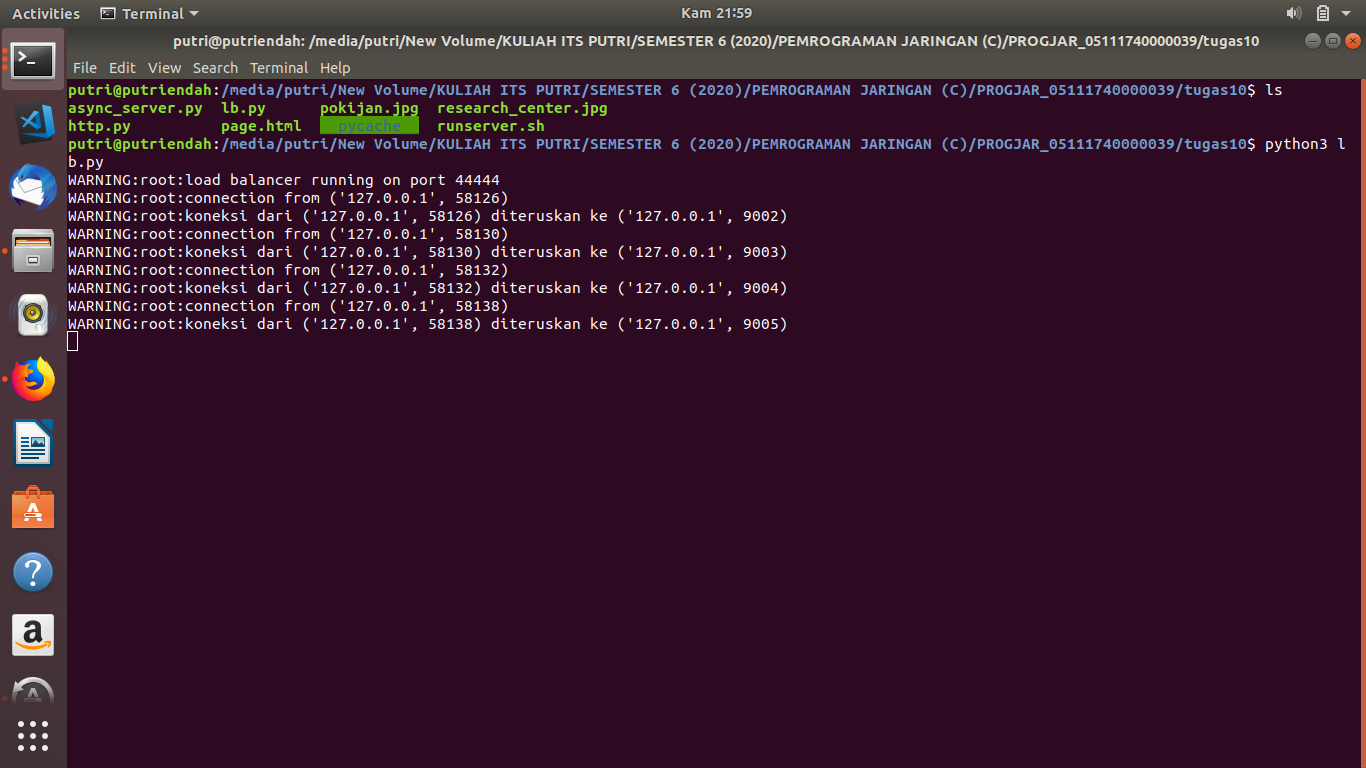 Activities Terminal Kam 21:59
putri@putriendah: /media/putri/New Volume/KULIAH ITS PUTRI/SEMESTER 6 (2020)/PEMROGRAMAN JARINGAN (C)/PROGJAR_05111740000039/tugas10
File Edit View Search Terminal Help
putri@putriendah:/media/putri/New Volume/KULIAH ITS PUTRI/SEMESTER 6 (2020)/PEMROGRAMAN JARINGAN (C)/PROGJAR_05111740000039/tugas10$ ls
async_server.py lb.py pokijan.jpg research_center.jpg
http.py page.html __pycache__ runserver.sh
putri@putriendah:/media/putri/New Volume/KULIAH ITS PUTRI/SEMESTER 6 (2020)/PEMROGRAMAN JARINGAN (C)/PROGJAR_05111740000039/tugas10$ python3 l
b.py
WARNING:root:load balancer running on port 44444
WARNING:root:connection from ('127.0.0.1', 58126)
WARNING:root:koneksi dari ('127.0.0.1', 58126) diteruskan ke ('127.0.0.1', 9002)
WARNING:root:connection from ('127.0.0.1', 58130)
WARNING:root:koneksi dari ('127.0.0.1', 58130) diteruskan ke ('127.0.0.1', 9003)
WARNING:root:connection from ('127.0.0.1', 58132)
WARNING:root:koneksi dari ('127.0.0.1', 58132) diteruskan ke ('127.0.0.1', 9004)
WARNING:root:connection from ('127.0.0.1', 58138)
WARNING:root:koneksi dari ('127.0.0.1', 58138) diteruskan ke ('127.0.0.1', 9005)